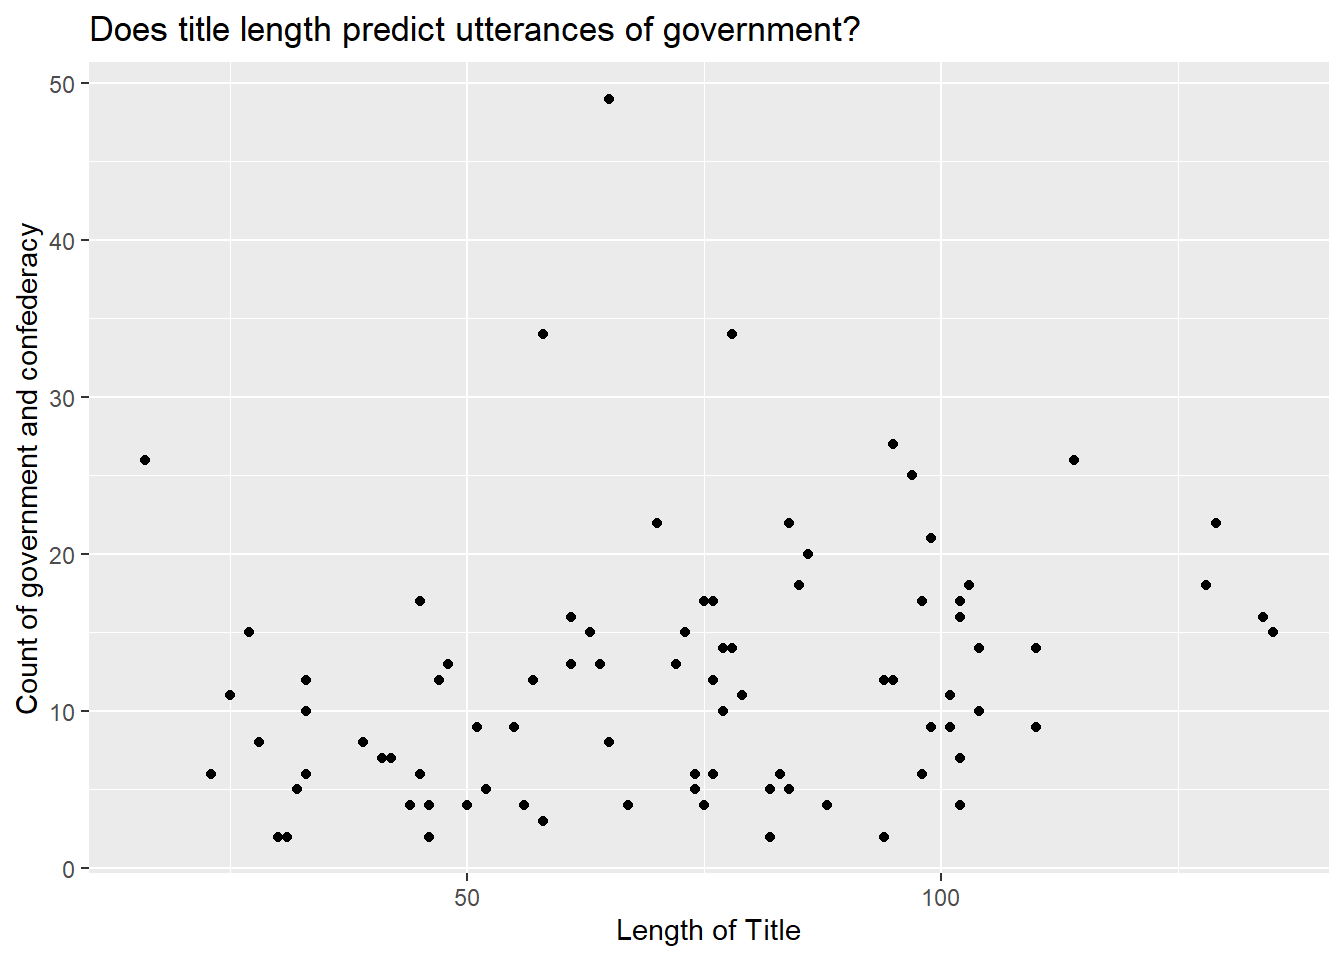 Does title length predict utterances of government?
50
40
30
20
10
0
Count of government and confederacy
50 100
Length of Title